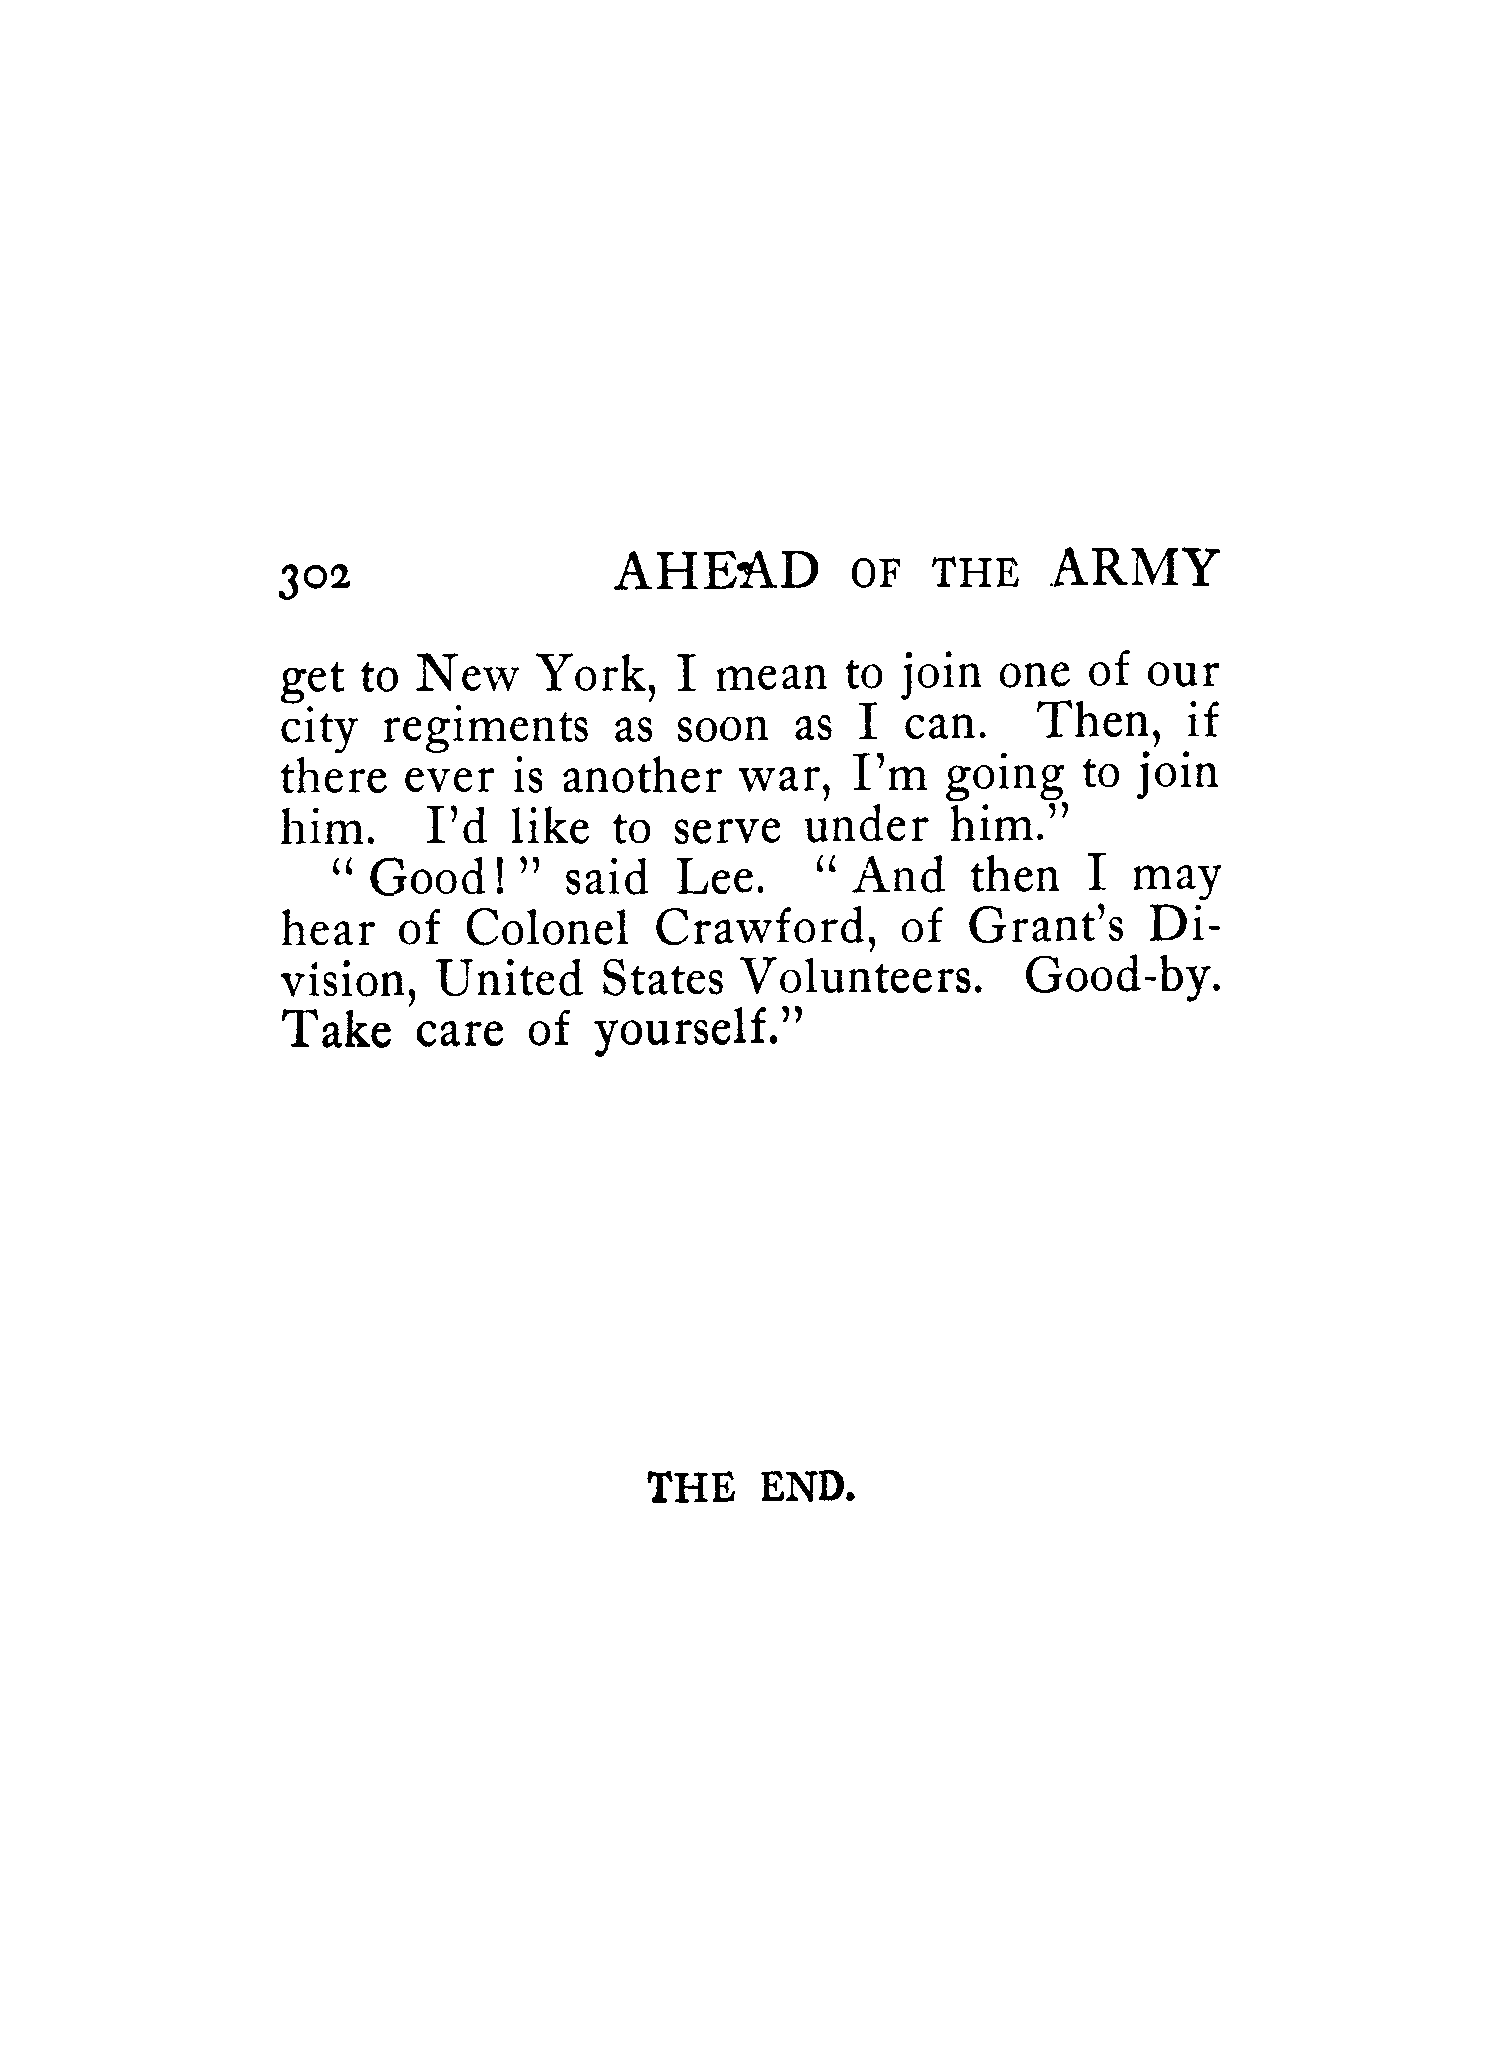 302 AHEAD OF THE ARMY
get to New York, I mean to join one of our
city regiments as soon as I can. Then, if
there ever is another war, I'm going to join
him. I'd like to serve under him."
"Good!" said Lee. "And then I may
hear of Colonel Crawford, of Grant's Di-
vision, United States Volunteers. Good-by.
Take care of yourself."
THE END.